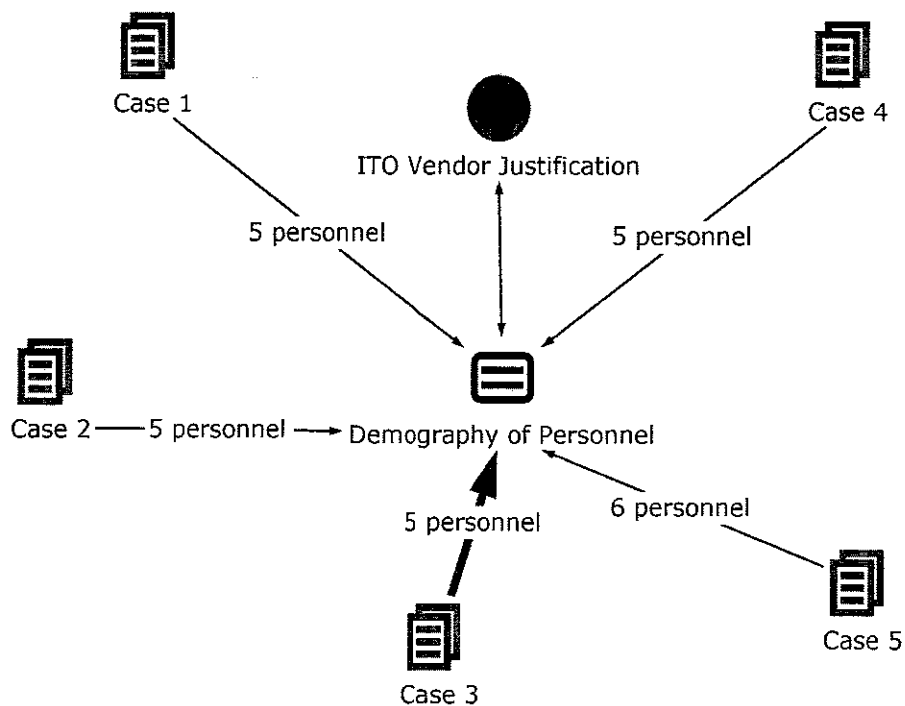 Case 1
Case 4
ITO Vendor Justification
5 personnel
5 personnel
Case 2
5 personnel
Demography of Personnel
5 personnel
6 personnel
Case 5
Case 3